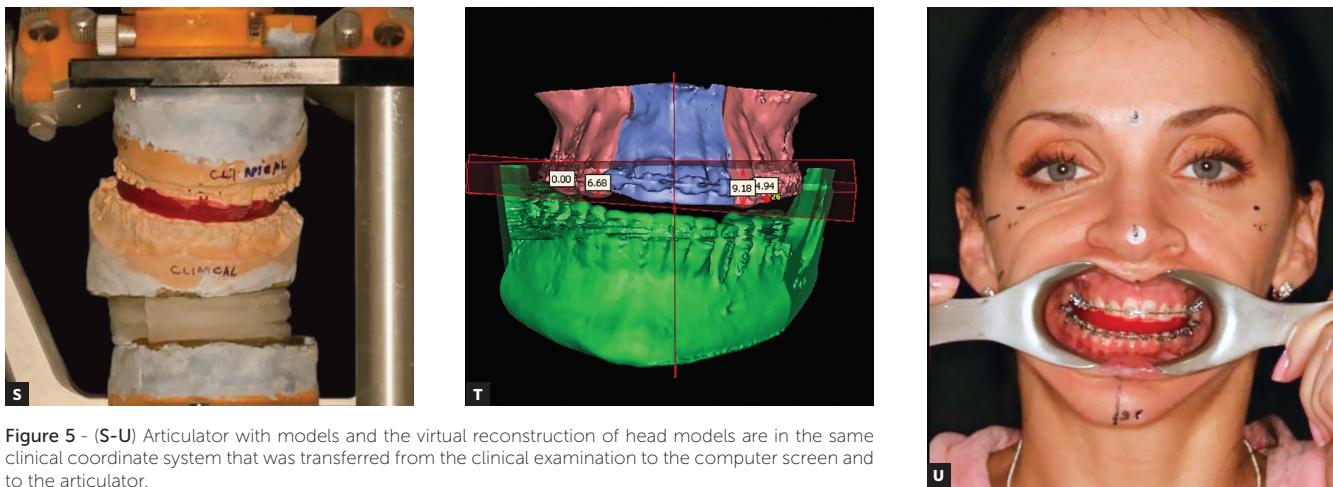 CLINICAL
CLINICAL
S
0.00
6.68
9.18
4.94
26
T
U
Figure 5 - (S-U) Articulator with models and the virtual reconstruction of head models are in the same
clinical coordinate system that was transferred from the clinical examination to the computer screen and
to the articulator.